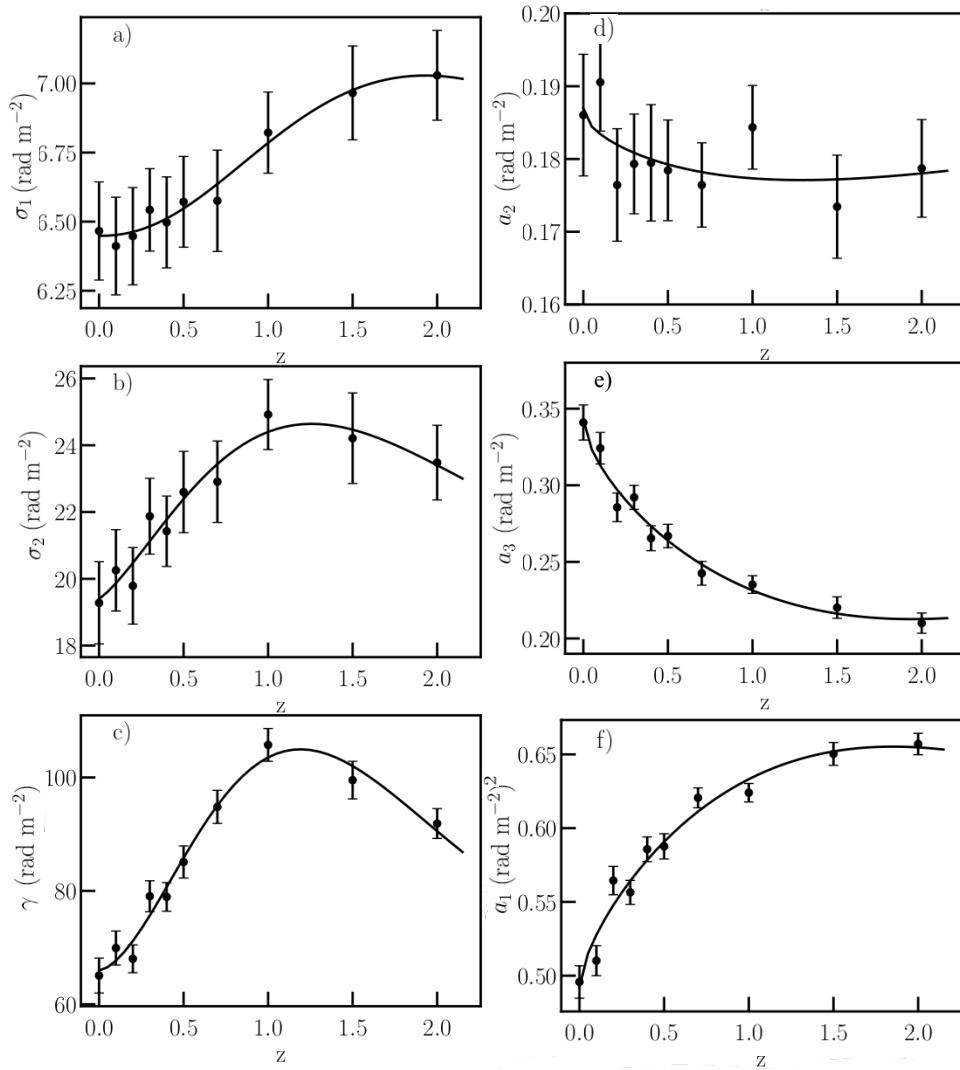 a)
σ₁ (rad m⁻²)
7.00
6.75
6.50
6.25
0.0 0.5 1.0 1.5 2.0
z
d)
a₂ (rad m⁻²)
0.20
0.19
0.18
0.17
0.16
0.0 0.5 1.0 1.5 2.0
z
b)
σ₂ (rad m⁻²)
26
24
22
20
18
0.0 0.5 1.0 1.5 2.0
z
e)
a₃ (rad m⁻²)
0.35
0.30
0.25
0.20
0.0 0.5 1.0 1.5 2.0
z
c)
γ (rad m⁻²)
100
80
60
0.0 0.5 1.0 1.5 2.0
z
f)
a₁ (rad m⁻²)²
0.65
0.60
0.55
0.50
0.0 0.5 1.0 1.5 2.0
z